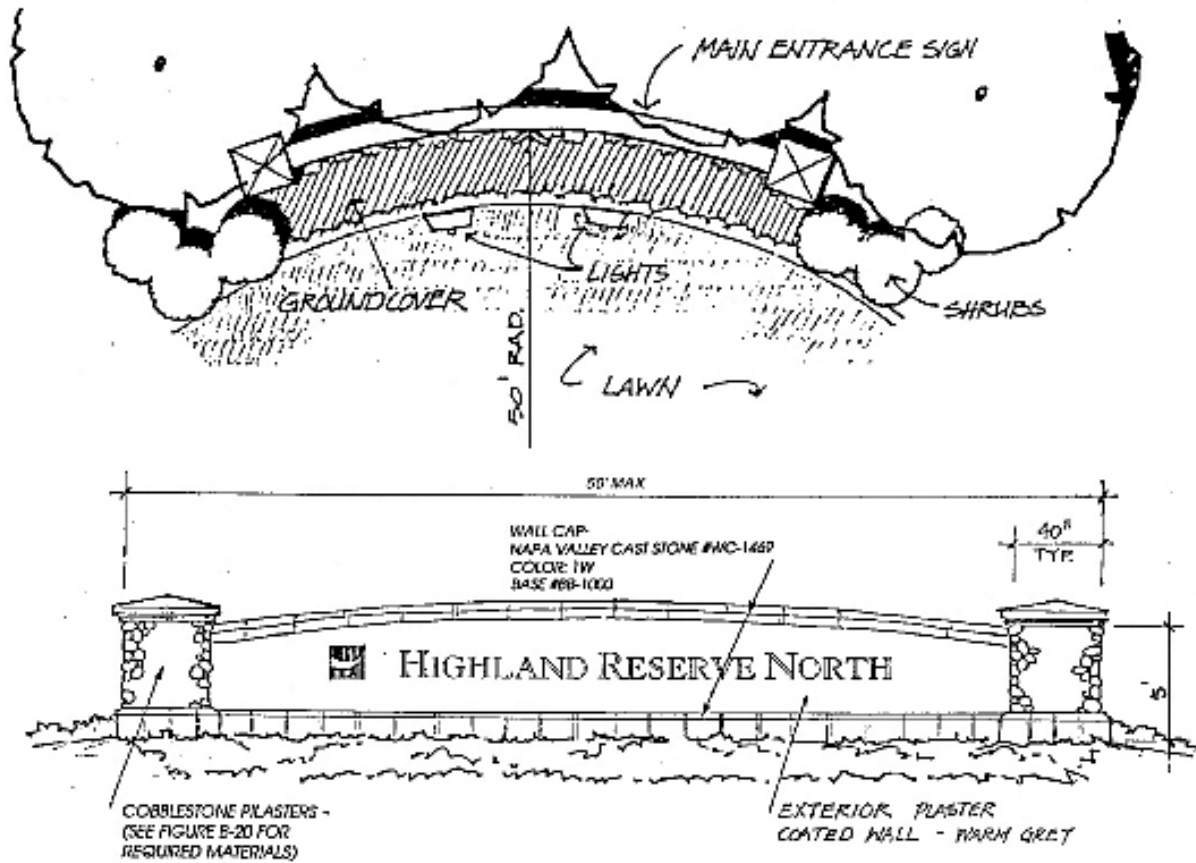 MAIN ENTRANCE SIGN
LIGHTS
GROUNDCOVER
SHRUBS
50' RAD.
LAWN
50' MAX
WALL CAP-
NAPA VALLEY CAST STONE #WC-1469
COLOR: 1W
BASE #BB-1000
40"
TYP.
HIGHLAND RESERVE NORTH
5'
COBBLESTONE PILASTERS -
(SEE FIGURE B-20 FOR
REQUIRED MATERIALS)
EXTERIOR PLASTER
COATED WALL - WARM GREY